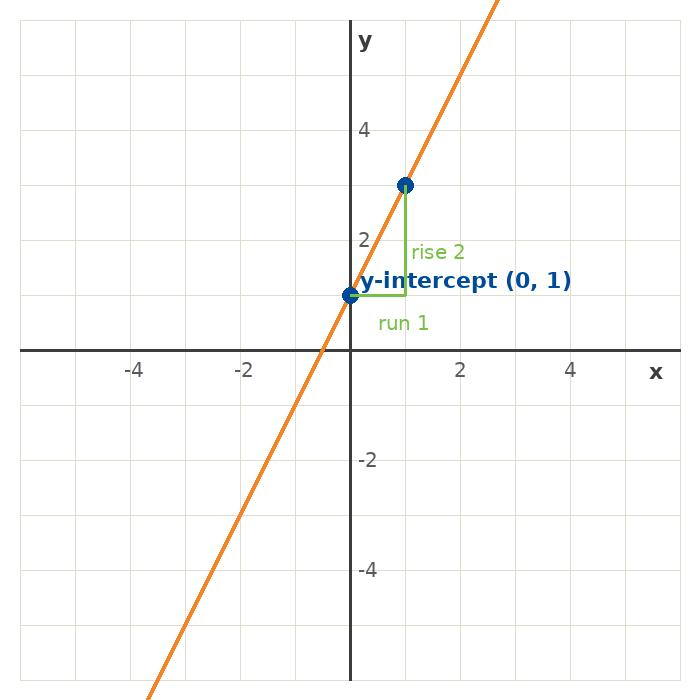 y
4
2
rise 2
y-intercept (0, 1)
run 1
-4 -2 2 4 x
-2
-4